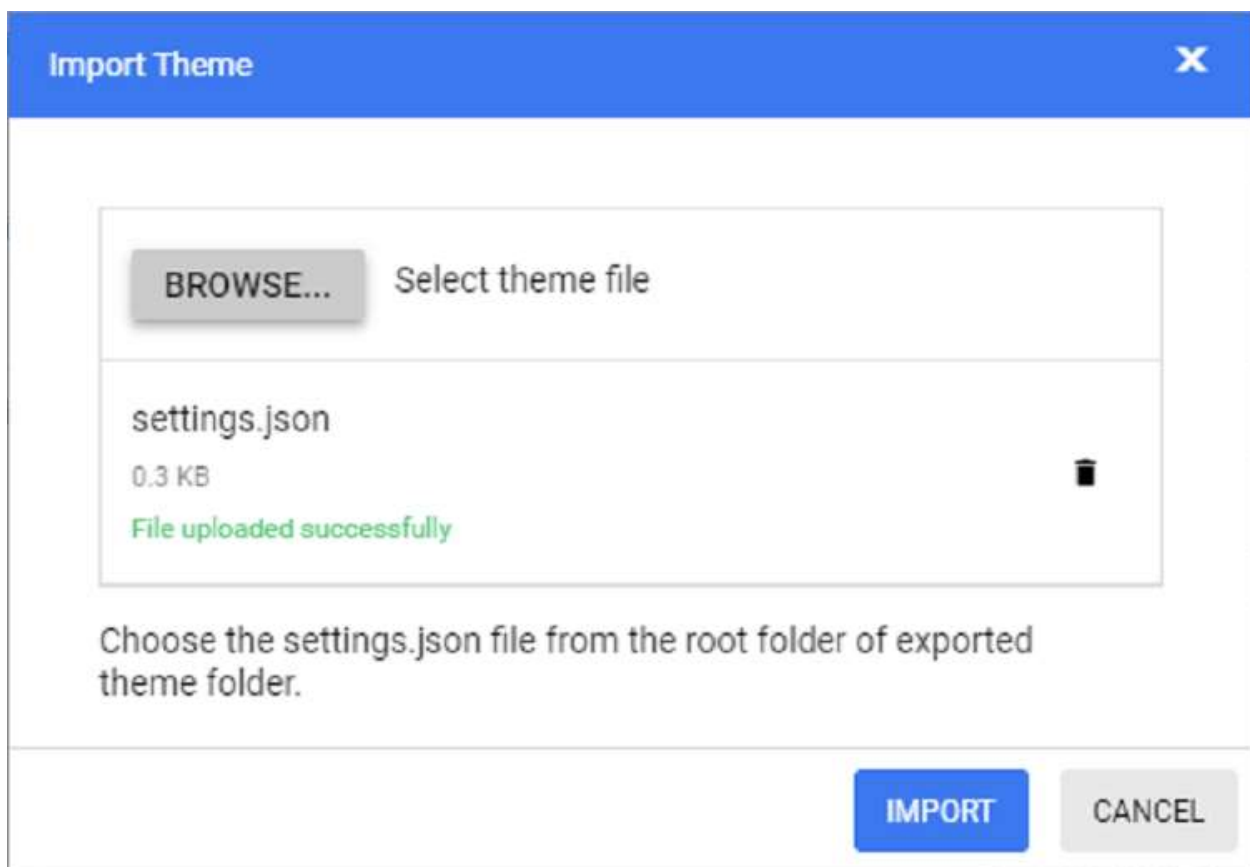 Import Theme
BROWSE... Select theme file
settings.json
0.3 KB
File uploaded successfully
Choose the settings.json file from the root folder of exported
theme folder.
IMPORT CANCEL